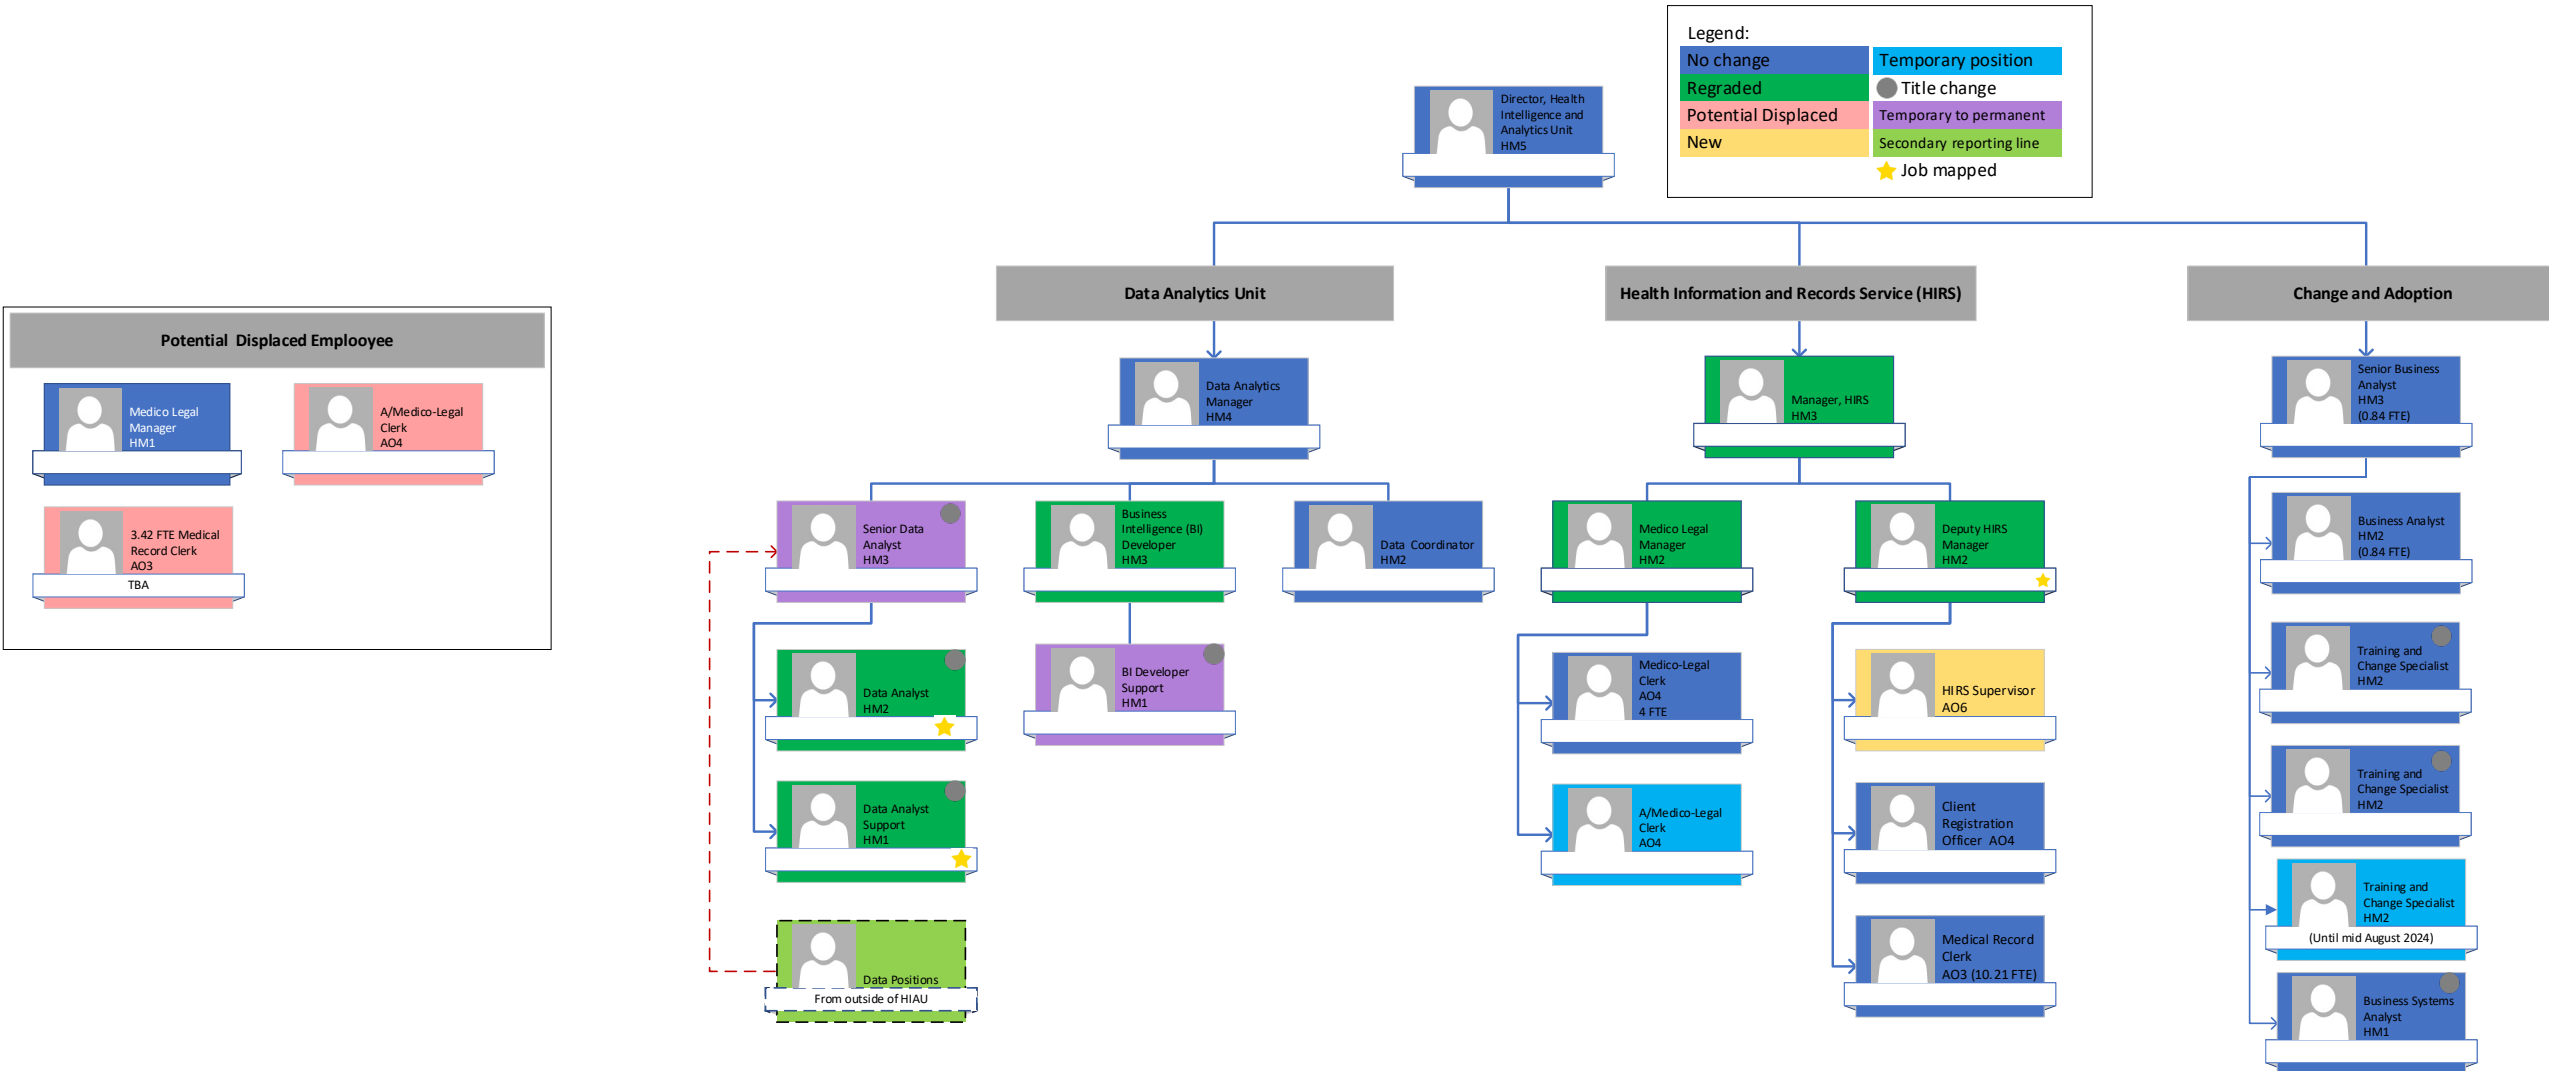 Legend:
No change
Temporary position
Regraded
Title change
Potential Displaced
Temporary to permanent
New
Secondary reporting line
Job mapped
Director, Health
Intelligence and
Analytics Unit
HM5
Data Analytics Unit
Health Information and Records Service (HIRS)
Change and Adoption
Potential Displaced Emplooyee
Medico Legal
Manager
HM1
A/Medico-Legal
Clerk
AO4
3.42 FTE Medical
Record Clerk
AO3
TBA
Data Analytics
Manager
HM4
Senior Data
Analyst
HM3
Business
Intelligence (BI)
Developer
HM3
Data Coordinator
HM2
Data Analyst
HM2
BI Developer
Support
HM1
Data Analyst
Support
HM1
Data Positions
From outside of HIAU
Manager, HIRS
HM3
Medico Legal
Manager
HM2
Deputy HIRS
Manager
HM2
Medico-Legal
Clerk
AO4
4 FTE
HIRS Supervisor
AO6
A/Medico-Legal
Clerk
AO4
Client
Registration
Officer AO4
Medical Record
Clerk
AO3 (10.21 FTE)
Senior Business
Analyst
HM3
(0.84 FTE)
Business Analyst
HM2
(0.84 FTE)
Training and
Change Specialist
HM2
Training and
Change Specialist
HM2
Training and
Change Specialist
HM2
(Until mid August 2024)
Business Systems
Analyst
HM1